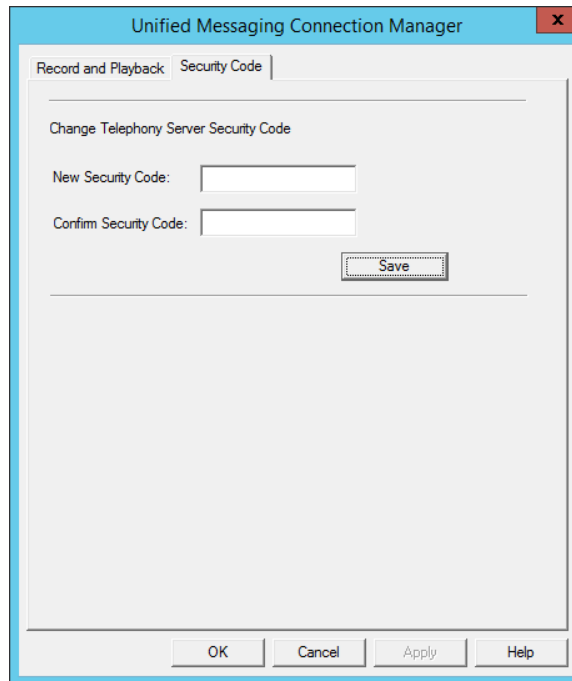 Unified Messaging Connection Manager
x
Record and Playback Security Code
Change Telephony Server Security Code
New Security Code:
Confirm Security Code:
Save
OK Cancel Apply Help